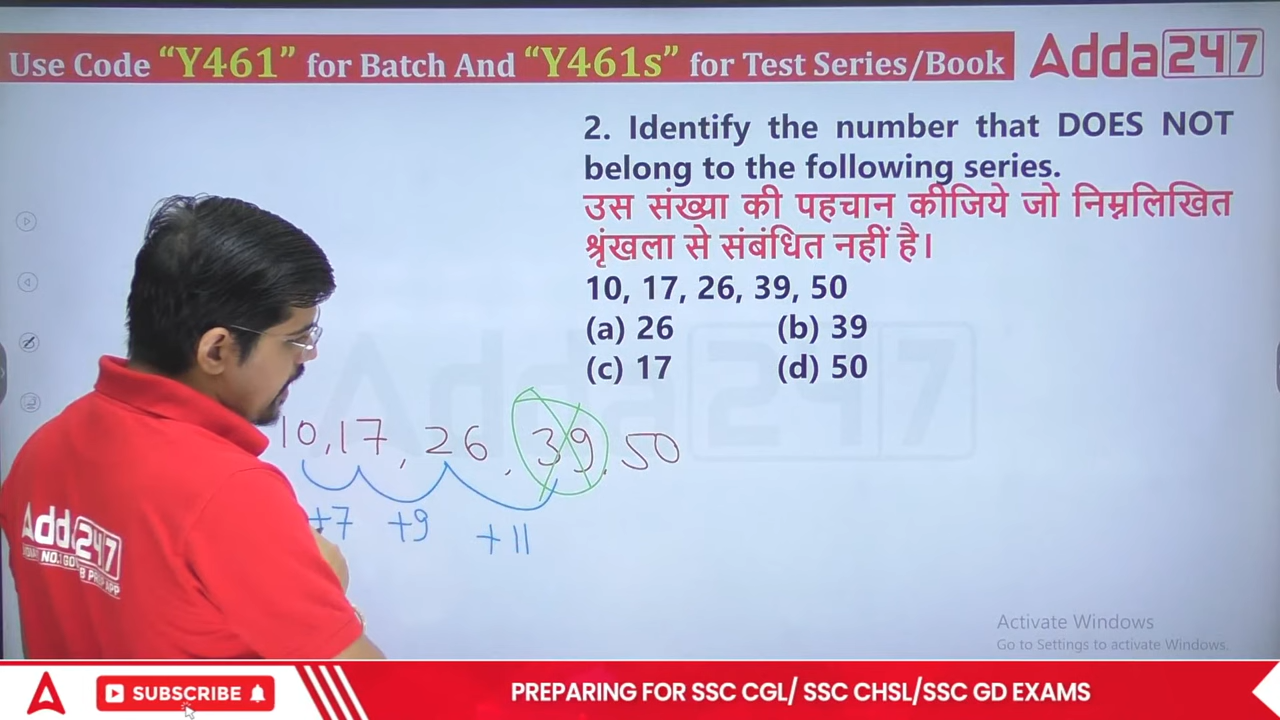 Use Code “Y461” for Batch And “Y461s” for Test Series/Book
Adda247
2. Identify the number that DOES NOT
belong to the following series.
उस संख्या की पहचान कीजिये जो निम्नलिखित
श्रृंखला से संबंधित नहीं है।
10, 17, 26, 39, 50
(a) 26 (b) 39
(c) 17 (d) 50
10, 17, 26, 39, 50
+7 +9 +11
Adda247
Adda247
Activate Windows
Go to Settings to activate Windows.
SUBSCRIBE
PREPARING FOR SSC CGL/ SSC CHSL/SSC GD EXAMS